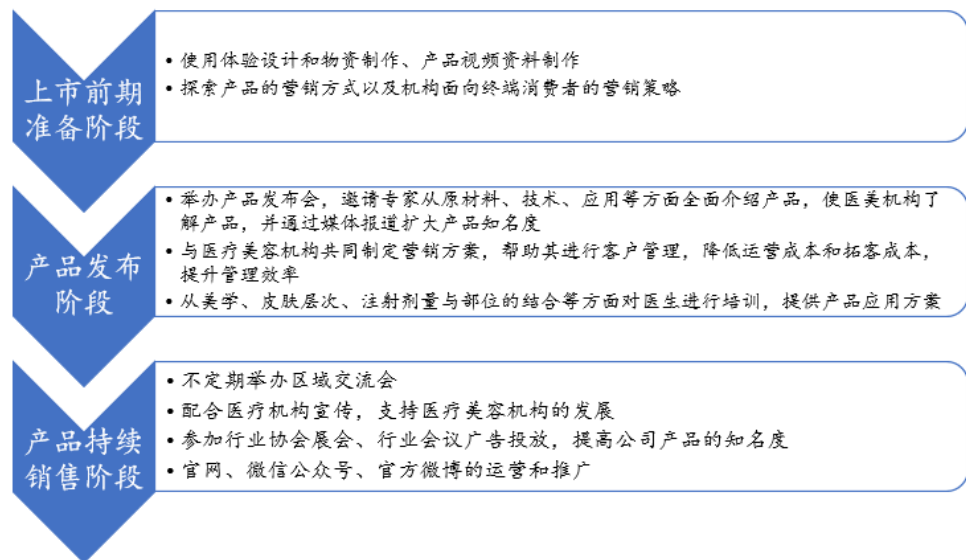 上市前期
准备阶段
• 使用体验设计和物资制作、产品视频资料制作
• 探索产品的营销方式以及机构面向终端消费者的营销策略
产品发布
阶段
• 举办产品发布会，邀请专家从原材料、技术、应用等方面全面介绍产品，使医美机构了
解产品，并通过媒体报道扩大产品知名度
• 与医疗美容机构共同制定营销方案，帮助其进行客户管理，降低运营成本和拓客成本，
提升管理效率
• 从美学、皮肤层次、注射剂量与部位的结合等方面对医生进行培训，提供产品应用方案
产品持续
销售阶段
• 不定期举办区域交流会
• 配合医疗机构宣传，支持医疗美容机构的发展
• 参加行业协会展会、行业会议广告投放，提高公司产品的知名度
• 官网、微信公众号、官方微博的运营和推广